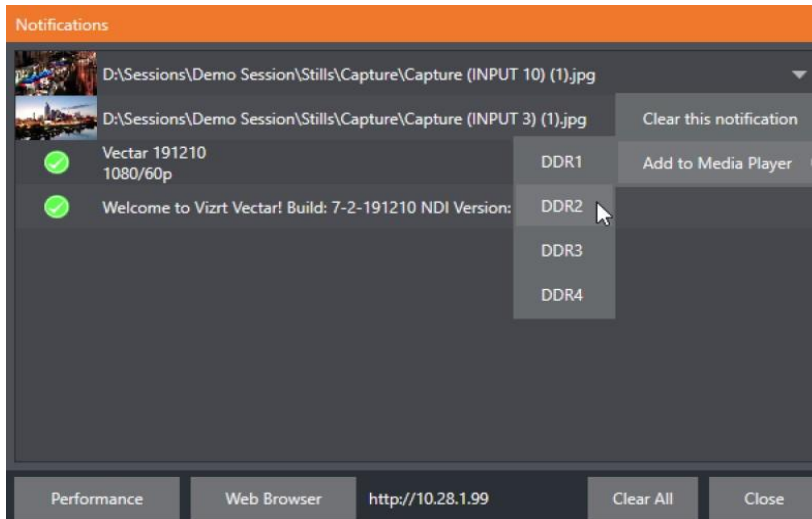 Notifications
D:\Sessions\Demo Session\Stills\Capture\Capture (INPUT 10) (1).jpg
D:\Sessions\Demo Session\Stills\Capture\Capture (INPUT 3) (1).jpg
Clear this notification
Vectar 191210
1080/60p
DDR1
Add to Media Player
Welcome to Vizrt Vectar! Build: 7-2-191210 NDI Version:
DDR2
DDR3
DDR4
Performance
Web Browser
http://10.28.1.99
Clear All
Close